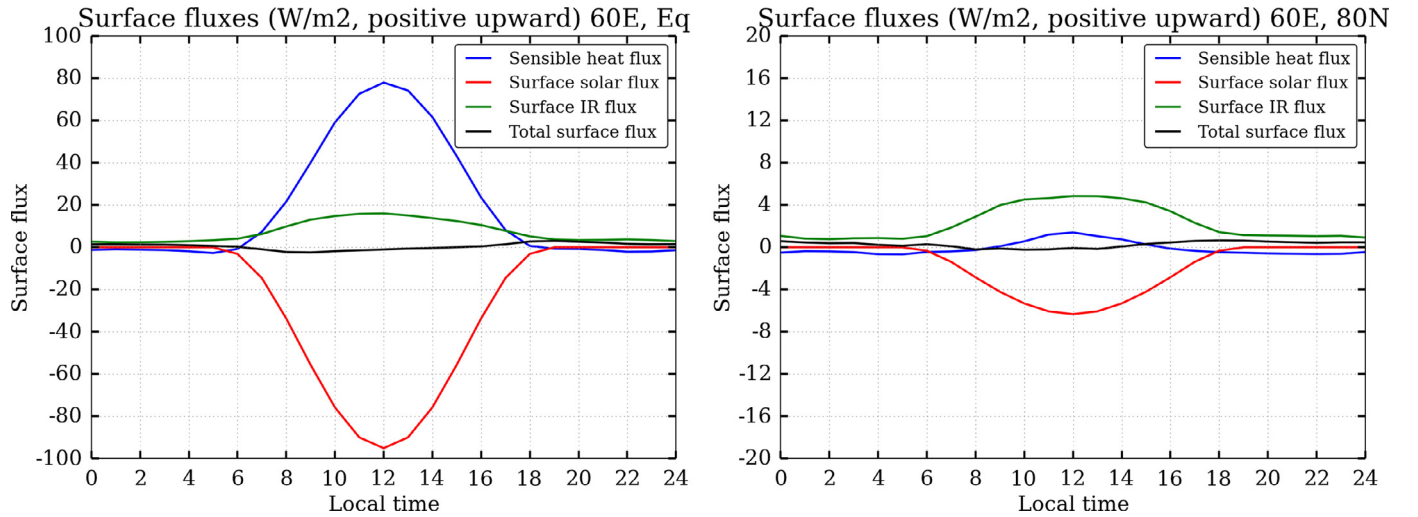 Surface fluxes (W/m2, positive upward) 60E, Eq
100
80
60
40
20
0
-20
-40
-60
-80
-100
Surface flux
Sensible heat flux
Surface solar flux
Surface IR flux
Total surface flux
0 2 4 6 8 10 12 14 16 18 20 22 24
Local time
Surface fluxes (W/m2, positive upward) 60E, 80N
20
16
12
8
4
0
-4
-8
-12
-16
-20
Surface flux
Sensible heat flux
Surface solar flux
Surface IR flux
Total surface flux
0 2 4 6 8 10 12 14 16 18 20 22 24
Local time